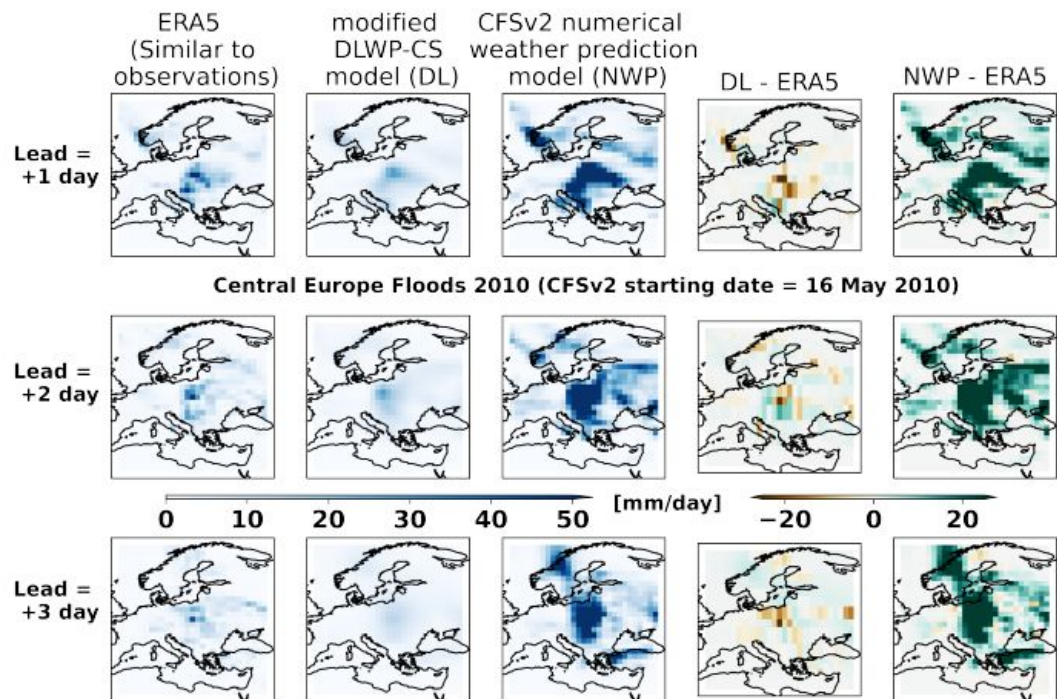 ERA5
(Similar to
observations)
modified
DLWP-CS
model (DL)
CFSv2 numerical
weather prediction
model (NWP)
DL - ERA5
NWP - ERA5
Lead =
+1 day
Central Europe Floods 2010 (CFSv2 starting date = 16 May 2010)
Lead =
+2 day
0 10 20 30 40 50 [mm/day] −20 0 20
Lead =
+3 day